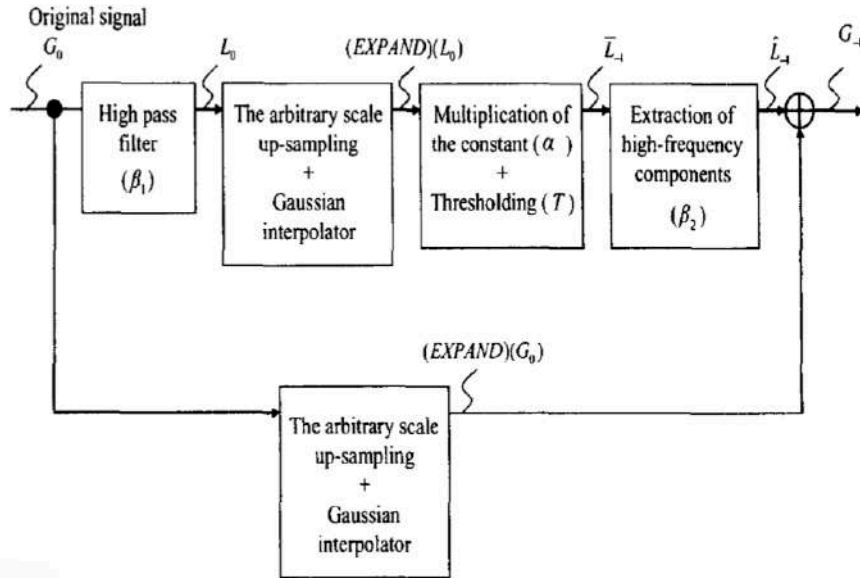 Original signal
G₀
L₀
(EXPAND)(L₀)
L̄₋₁
L̂₋₁
G₋₁
High pass
filter
(β₁)
The arbitrary scale
up-sampling
+
Gaussian
interpolator
Multiplication of
the constant (α)
+
Thresholding (T)
Extraction of
high-frequency
components
(β₂)
(EXPAND)(G₀)
The arbitrary scale
up-sampling
+
Gaussian
interpolator